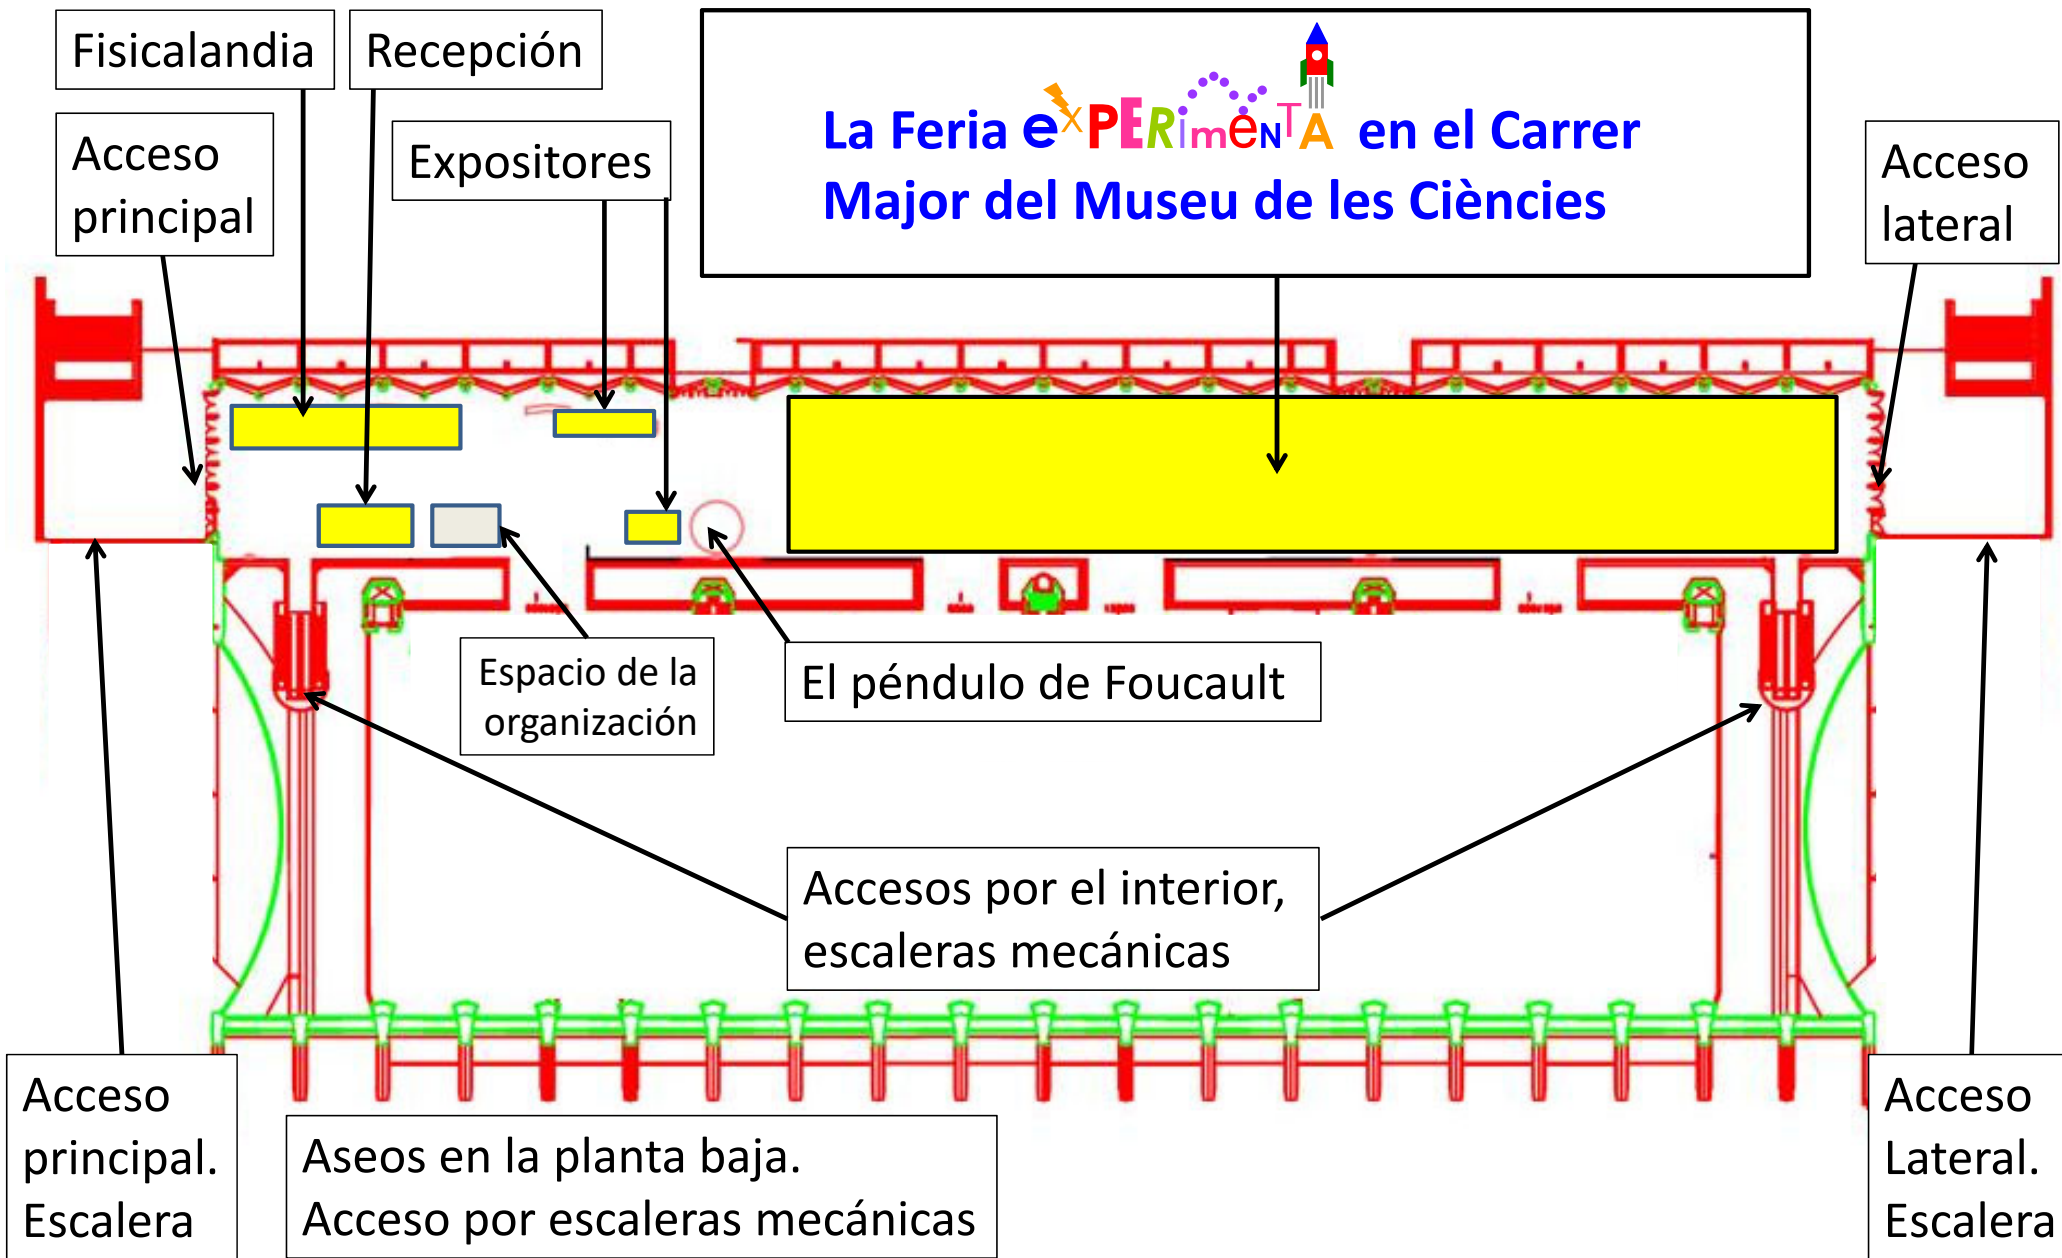 Fisicalandia
Recepción
La Feria eXPERimeNTA en el Carrer
Major del Museu de les Ciències
Acceso
principal
Expositores
Acceso
lateral
Espacio de la
organización
El péndulo de Foucault
Accesos por el interior,
escaleras mecánicas
Acceso
principal.
Escalera
Aseos en la planta baja.
Acceso por escaleras mecánicas
Acceso
Lateral.
Escalera